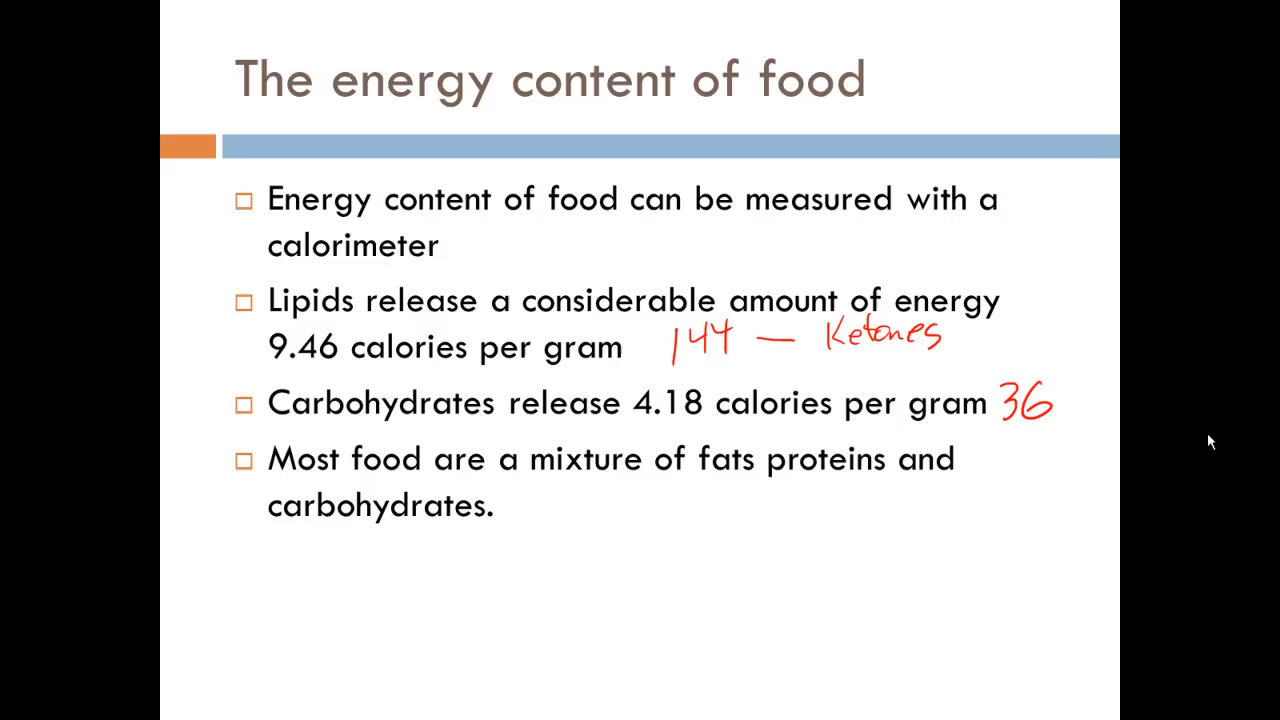 The energy content of food
Energy content of food can be measured with a
calorimeter
Lipids release a considerable amount of energy
9.46 calories per gram 144 — Ketones
Carbohydrates release 4.18 calories per gram 36
Most food are a mixture of fats proteins and
carbohydrates.